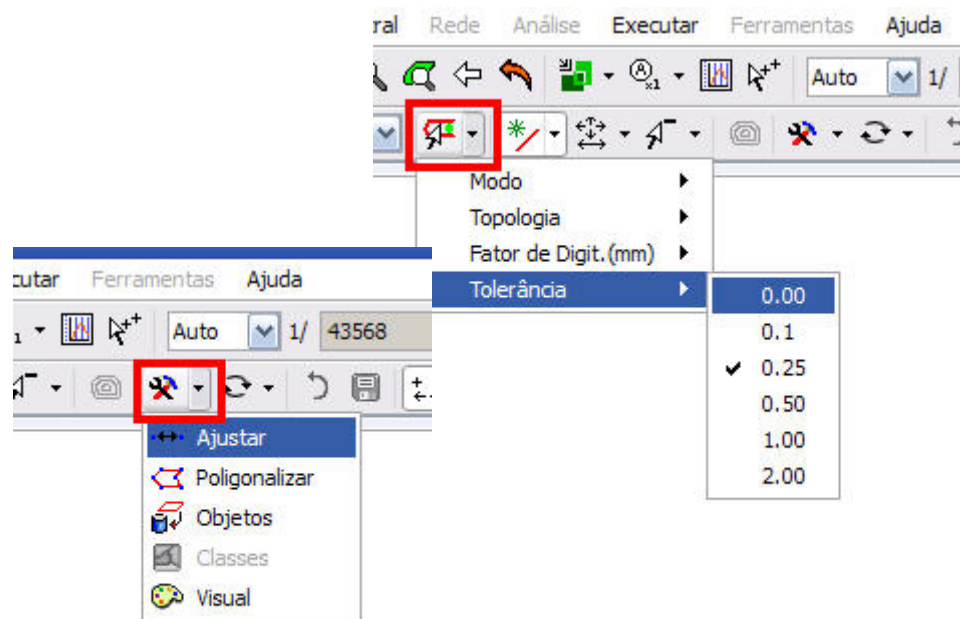 ral Rede Análise Executar Ferramentas Ajuda
Auto 1/
Modo
Topologia
Fator de Digit.(mm)
Tolerância
0.00
0.1
0.25
0.50
1.00
2.00
cutar Ferramentas Ajuda
Auto 1/ 43568
Ajustar
Poligonalizar
Objetos
Classes
Visual